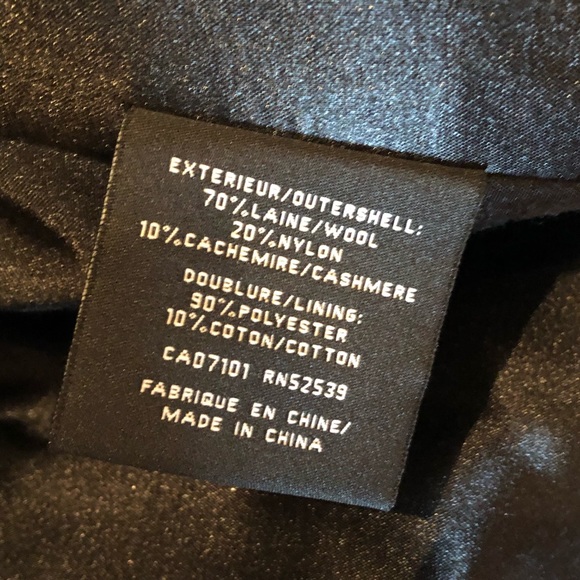 EXTERIEUR/OUTERSHELL:
70%LAINE/WOOL
20%NYLON
10%CACHEMIRE/CASHMERE
DOUBLURE/LINING:
90%POLYESTER
10%COTON/COTTON
CA07101 RN52539
FABRIQUE EN CHINE/
MADE IN CHINA